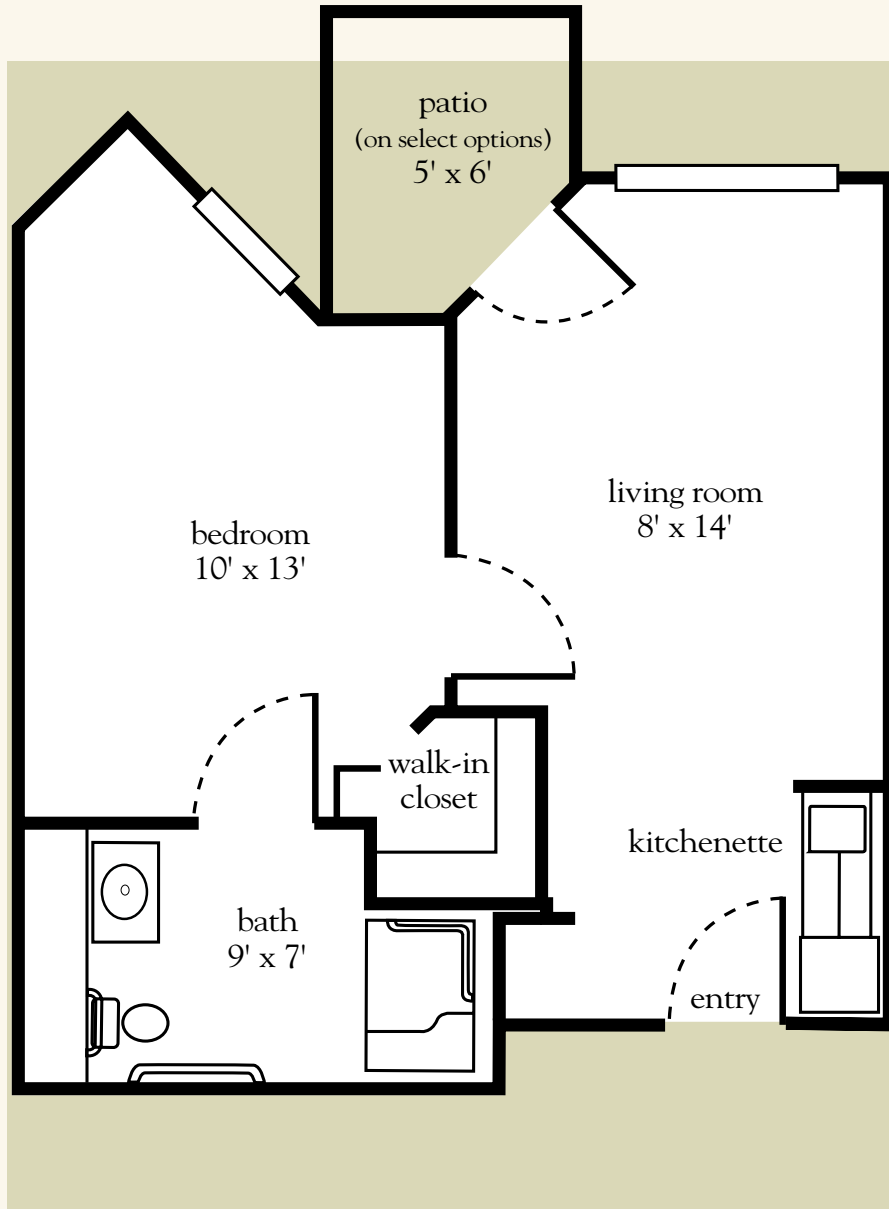 patio
(on select options)
5' x 6'
living room
8' x 14'
bedroom
10' x 13'
walk-in
closet
kitchenette
bath
9' x 7'
entry